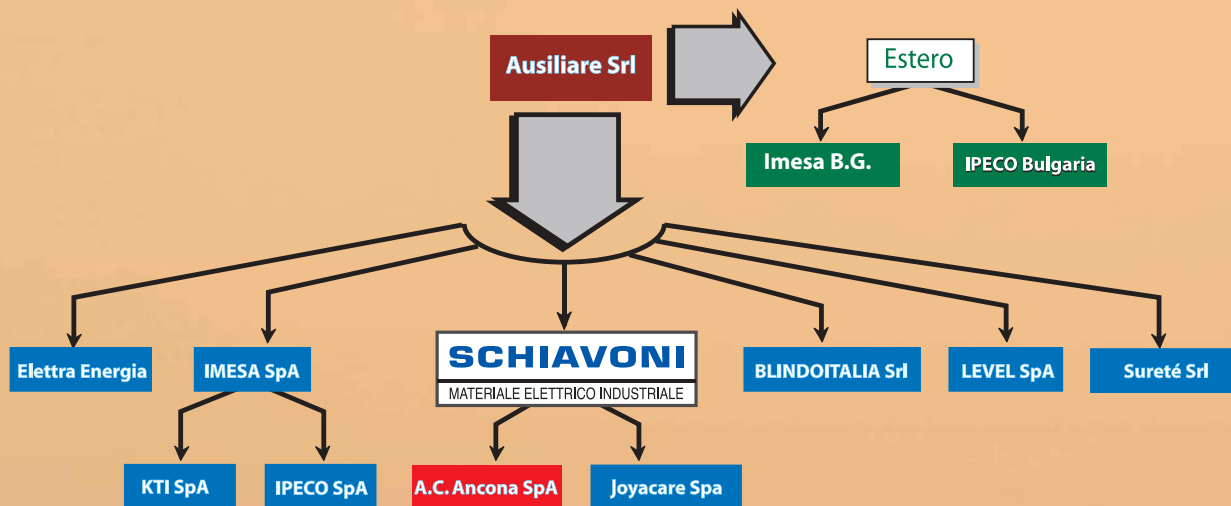 Ausiliare Srl
Estero
Imesa B.G.
IPECO Bulgaria
Elettra Energia
IMESA SpA
SCHIAVONI
MATERIALE ELETTRICO INDUSTRIALE
BLINDOITALIA Srl
LEVEL SpA
Sureté Srl
KTI SpA
IPECO SpA
A.C. Ancona SpA
Joyacare Spa